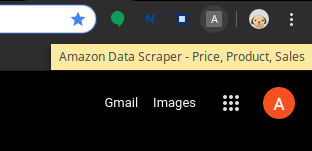 N
A
Amazon Data Scraper - Price, Product, Sales
Gmail Images
A